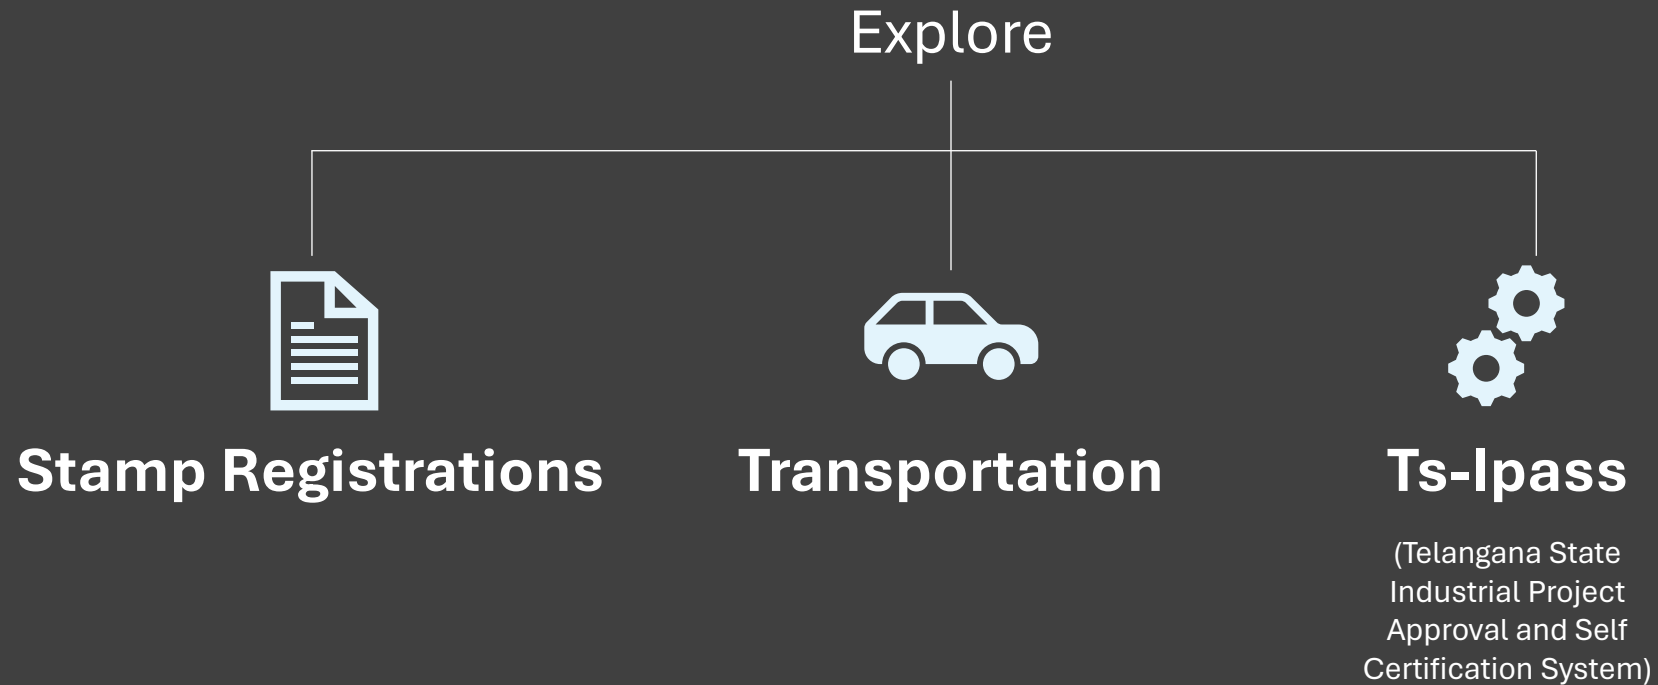 Explore
Stamp Registrations
Transportation
Ts-Ipass
(Telangana State
Industrial Project
Approval and Self
Certification System)